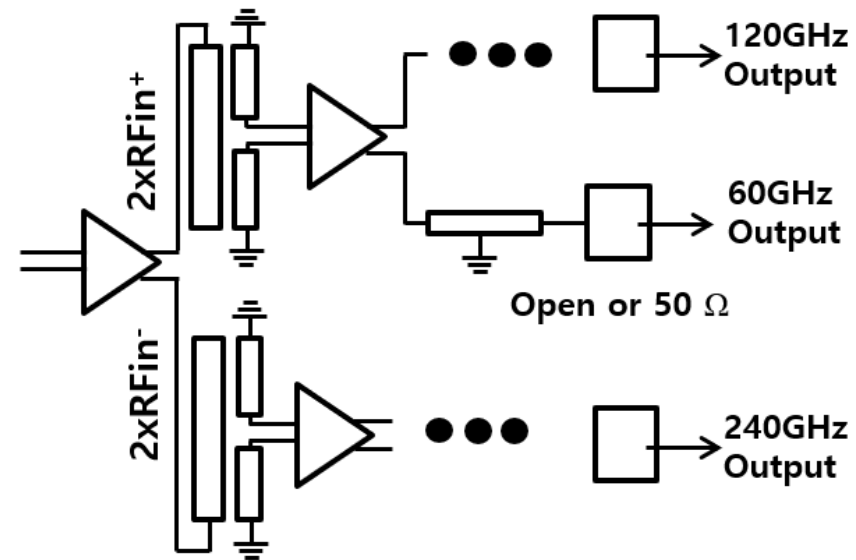 2xRFin⁺
120GHz
Output
60GHz
Output
Open or 50 Ω
2xRFin⁻
240GHz
Output